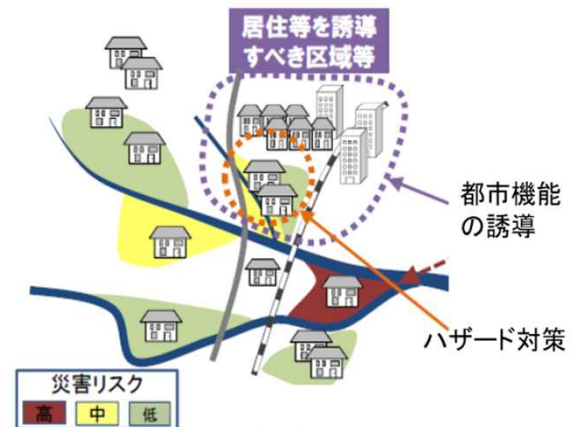 居住等を誘導
すべき区域等
都市機能
の誘導
ハザード対策
災害リスク
高 中 低